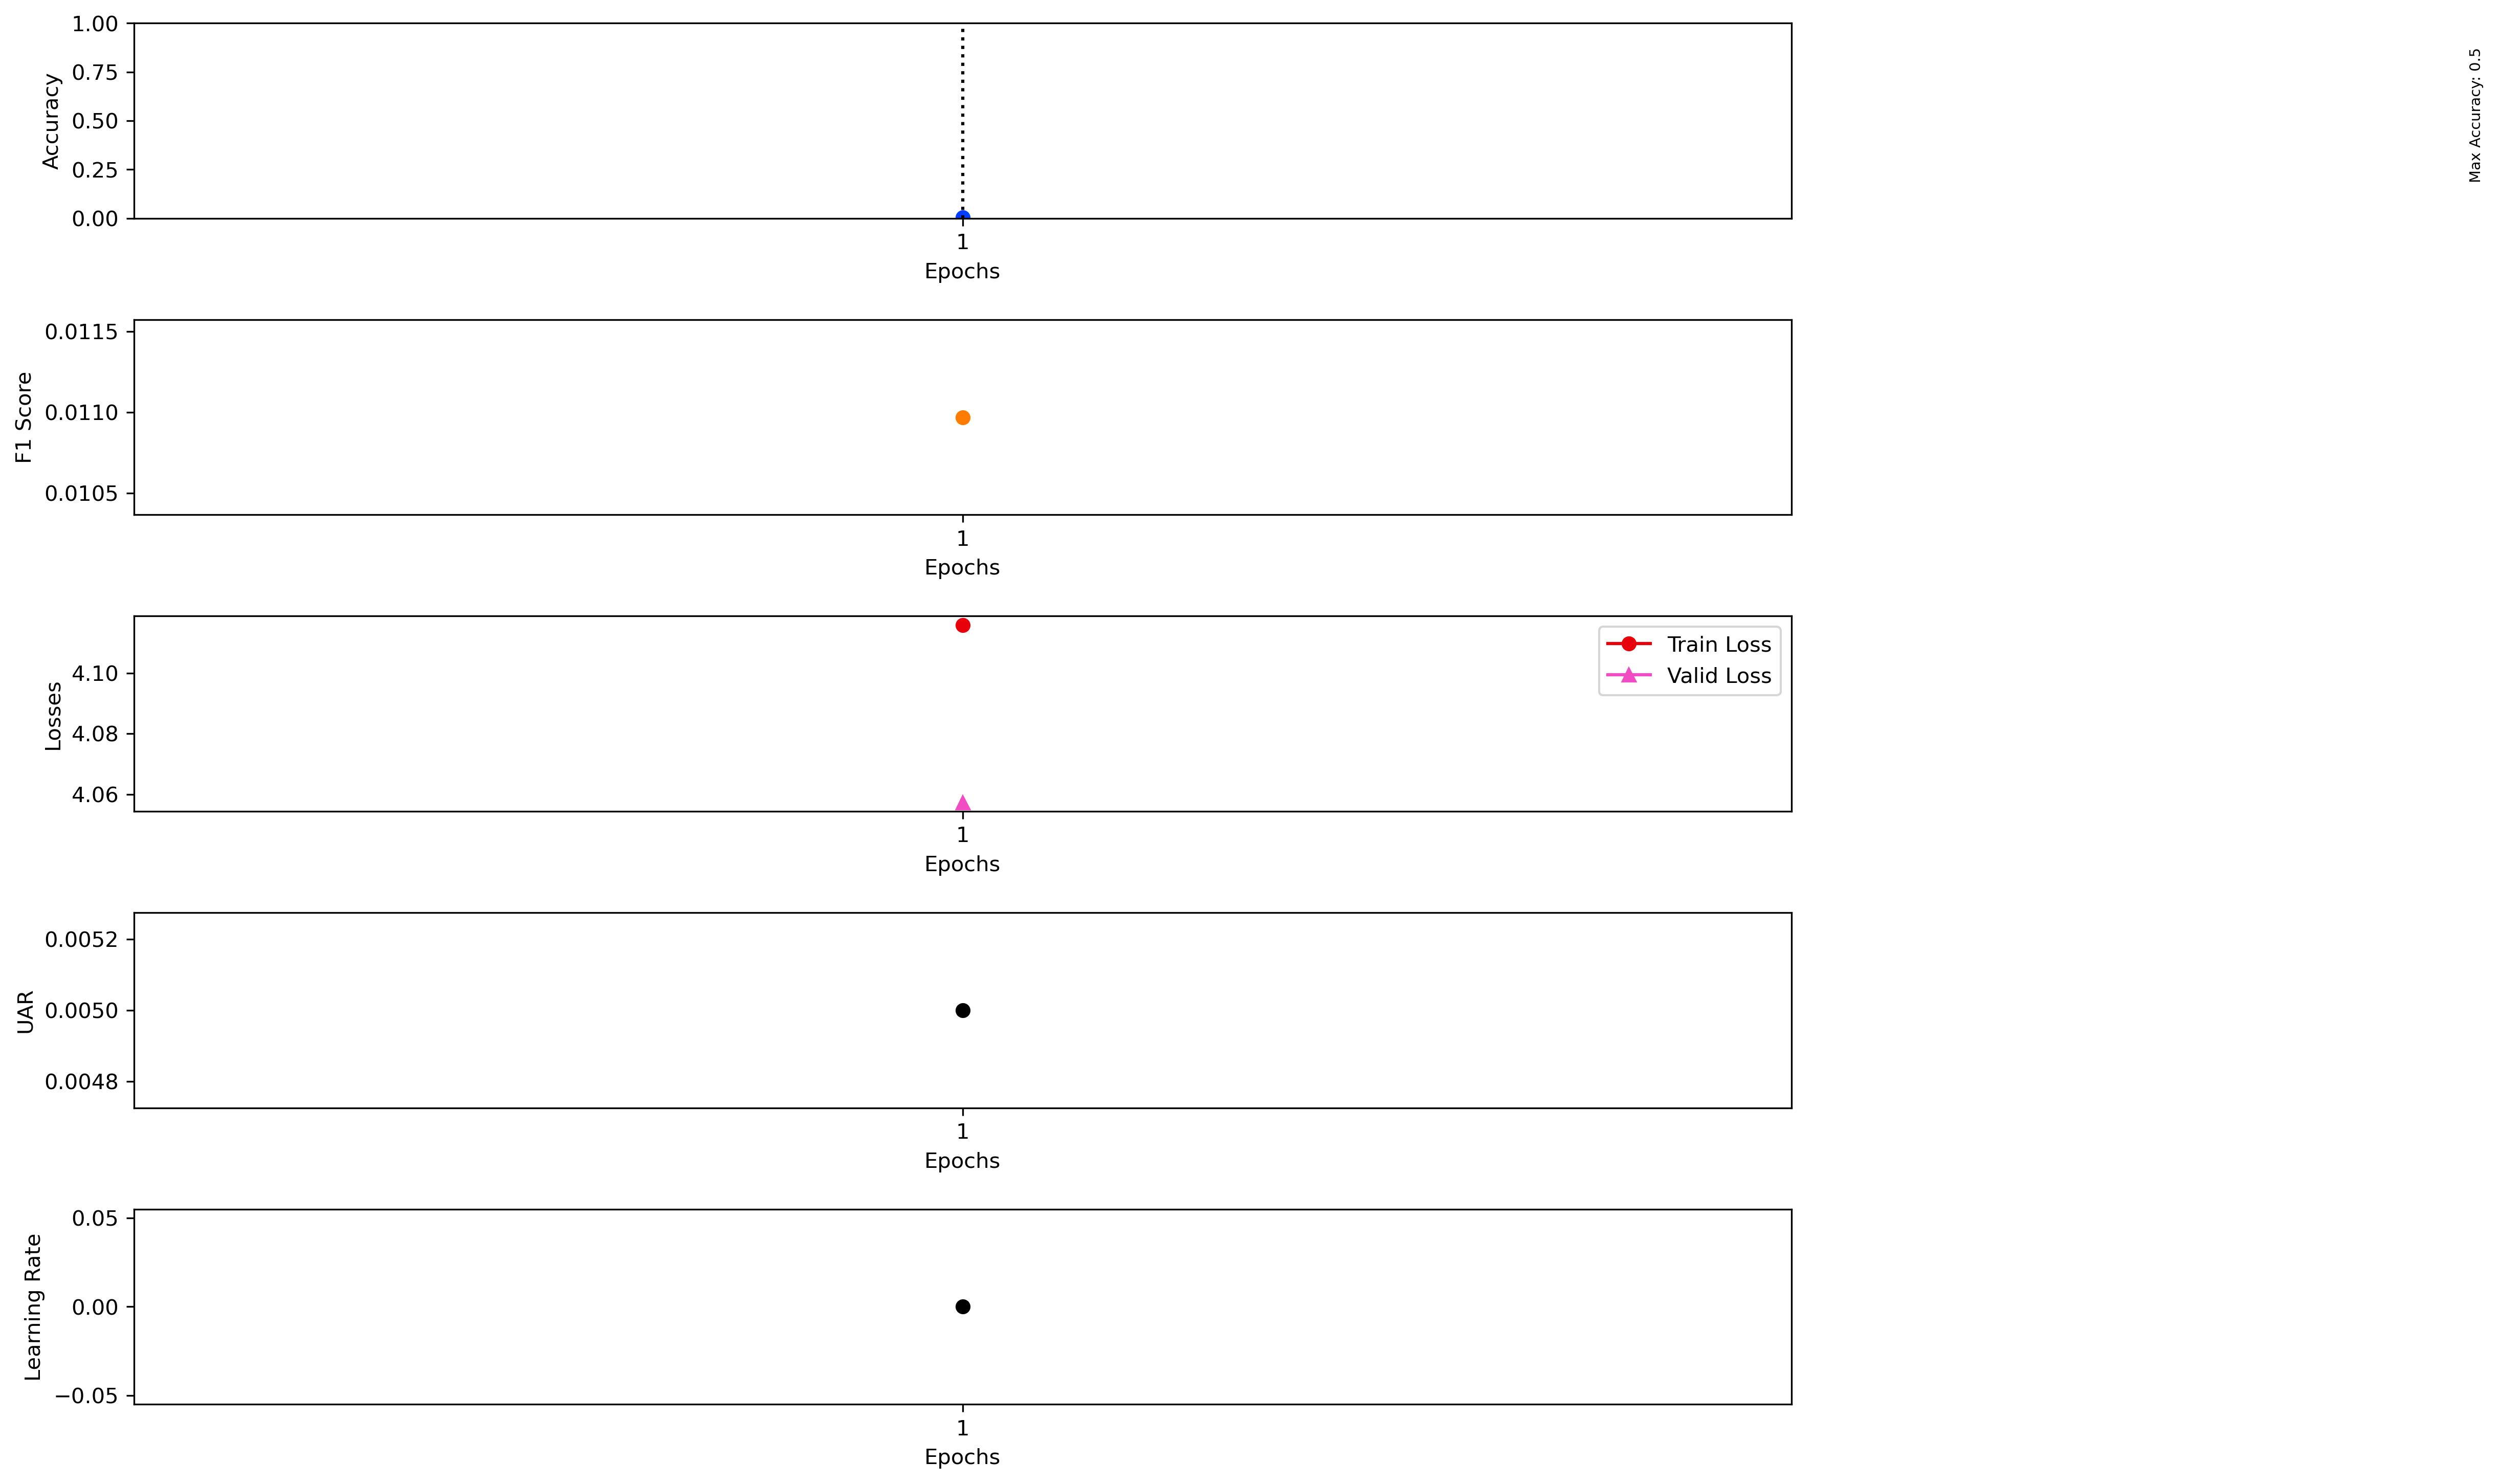 1.00
0.75
0.50
0.25
0.00
Accuracy
1
Epochs
Max Accuracy: 0.5
0.0115
0.0110
0.0105
F1 Score
1
Epochs
4.10
4.08
4.06
Losses
Train Loss
Valid Loss
1
Epochs
0.0052
0.0050
0.0048
UAR
1
Epochs
0.05
0.00
−0.05
Learning Rate
1
Epochs